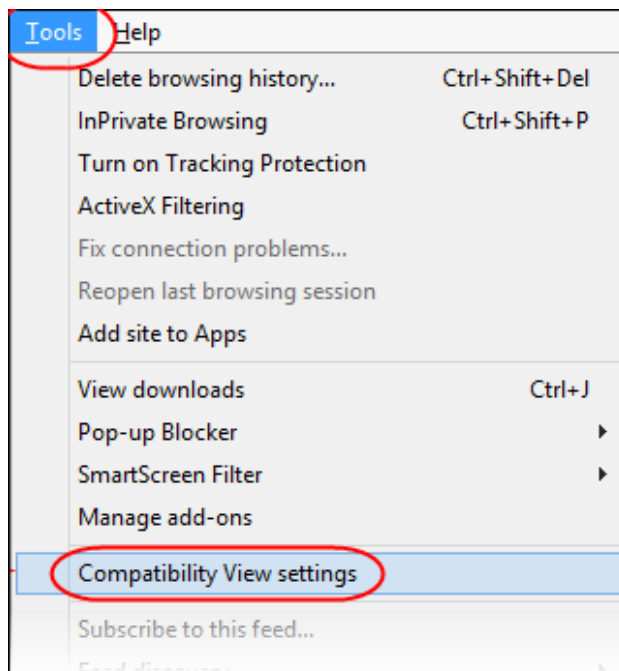 Tools Help
Delete browsing history... Ctrl+Shift+Del
InPrivate Browsing Ctrl+Shift+P
Turn on Tracking Protection
ActiveX Filtering
Fix connection problems...
Reopen last browsing session
Add site to Apps
View downloads Ctrl+J
Pop-up Blocker
SmartScreen Filter
Manage add-ons
Compatibility View settings
Subscribe to this feed...
Feed discovery